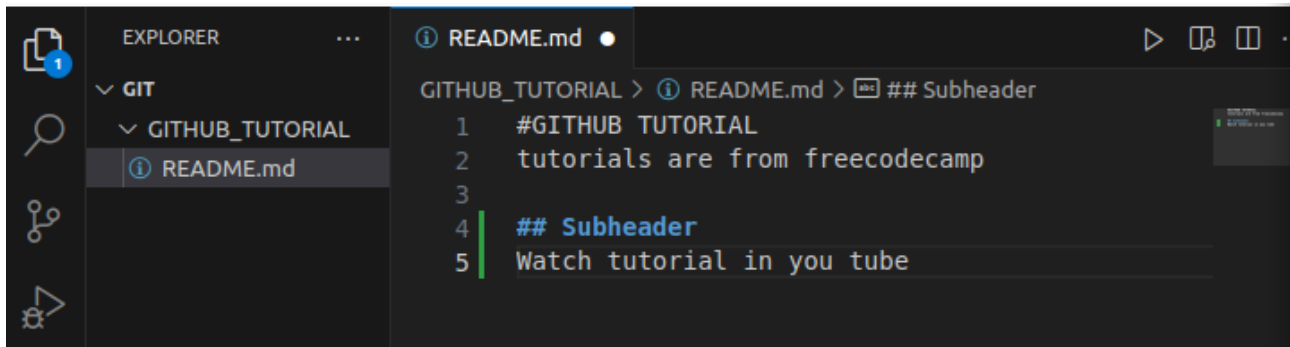 EXPLORER ...
README.md
GIT
GITHUB_TUTORIAL > README.md > abc ## Subheader
GITHUB_TUTORIAL
README.md
1
1 #GITHUB TUTORIAL
2 tutorials are from freecodecamp
3
4 ## Subheader
5 Watch tutorial in you tube